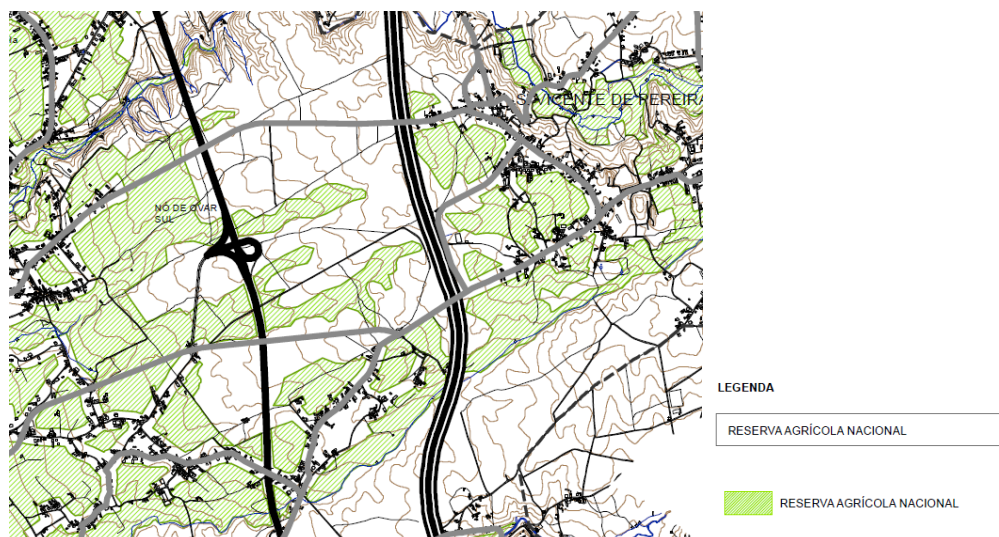 S. VICENTE DE PEREIRA
NÓ DE OVAR
SUL
LEGENDA
RESERVA AGRÍCOLA NACIONAL
RESERVA AGRÍCOLA NACIONAL